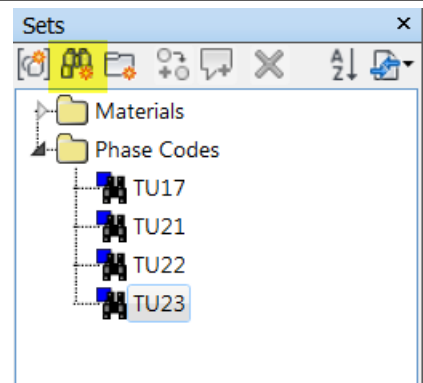 Sets
A
Z
Materials
Phase Codes
TU17
TU21
TU22
TU23